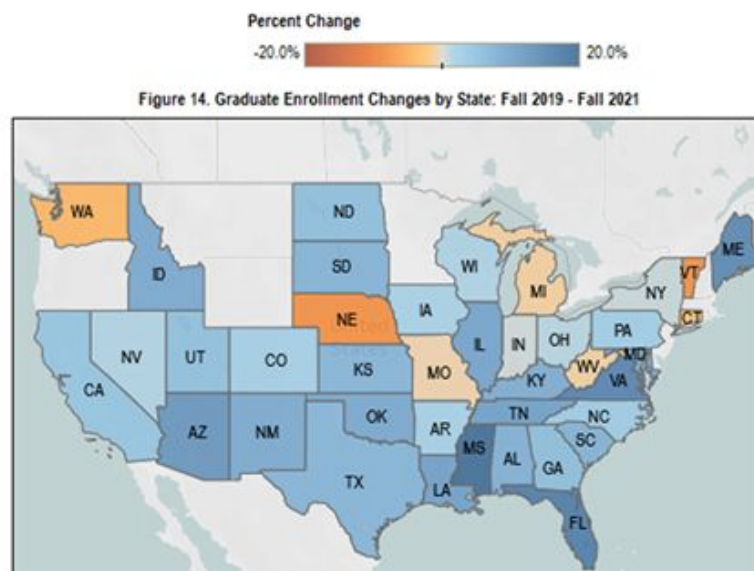 Percent Change
-20.0% 20.0%
Figure 14. Graduate Enrollment Changes by State: Fall 2019 - Fall 2021
WA
ND
ME
ID
SD
WI
VT
MI
NY
NE
IA
CT
PA
NV
UT
CO
IL
IN
OH
MD
CA
KS
MO
WV
VA
KY
AZ
NM
OK
AR
TN
NC
MS
AL
SC
GA
TX
LA
FL
United
States